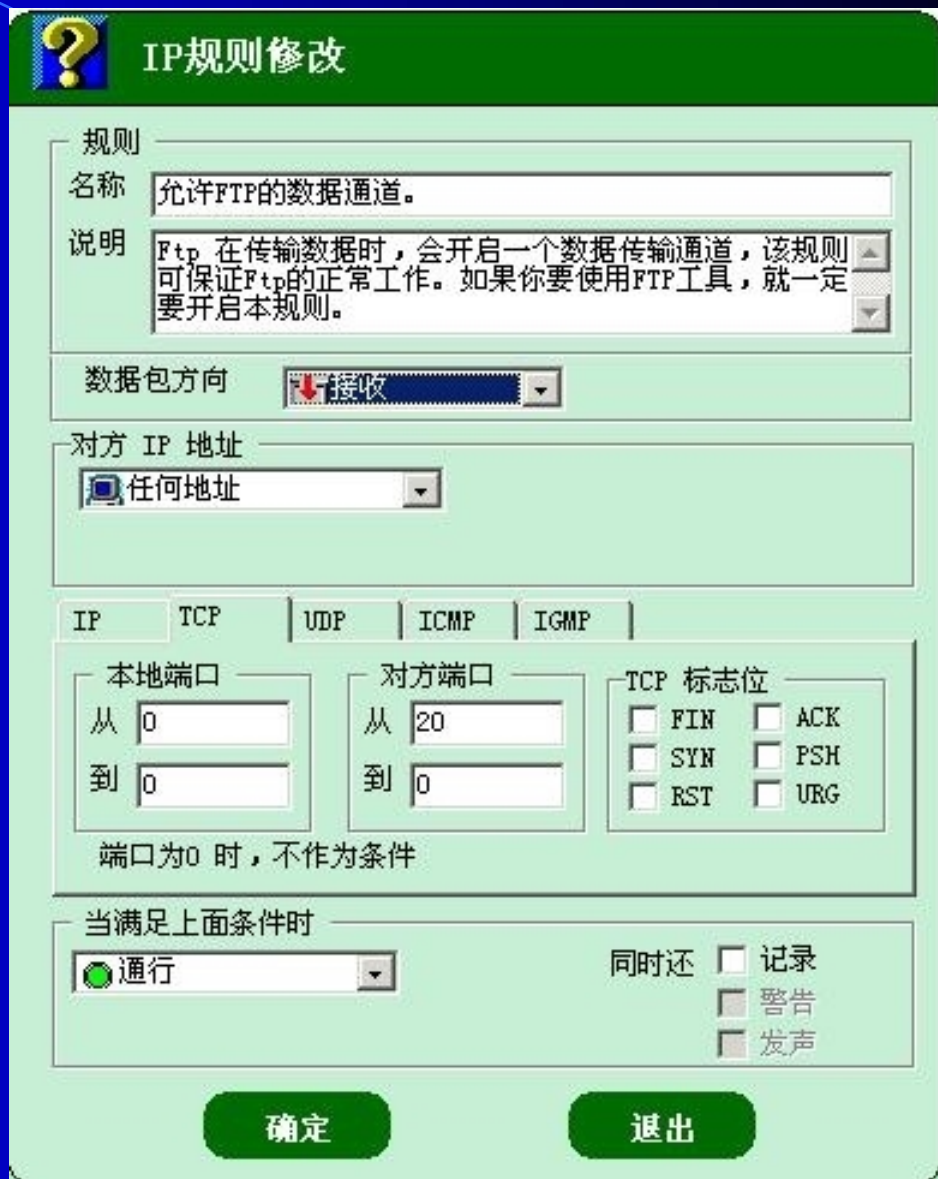 IP规则修改
规则
名称 允许FTP的数据通道。
说明 Ftp 在传输数据时，会开启一个数据传输通道，该规则
可保证Ftp的正常工作。如果你要使用FTP工具，就一定
要开启本规则。
数据包方向 接收
对方 IP 地址
任何地址
IP TCP UDP ICMP IGMP
本地端口 对方端口 TCP 标志位
从 0 从 20 FIN ACK
SYN PSH
到 0 到 0 RST URG
端口为0 时，不作为条件
当满足上面条件时
通行 同时还 记录
警告
发声
确定 退出